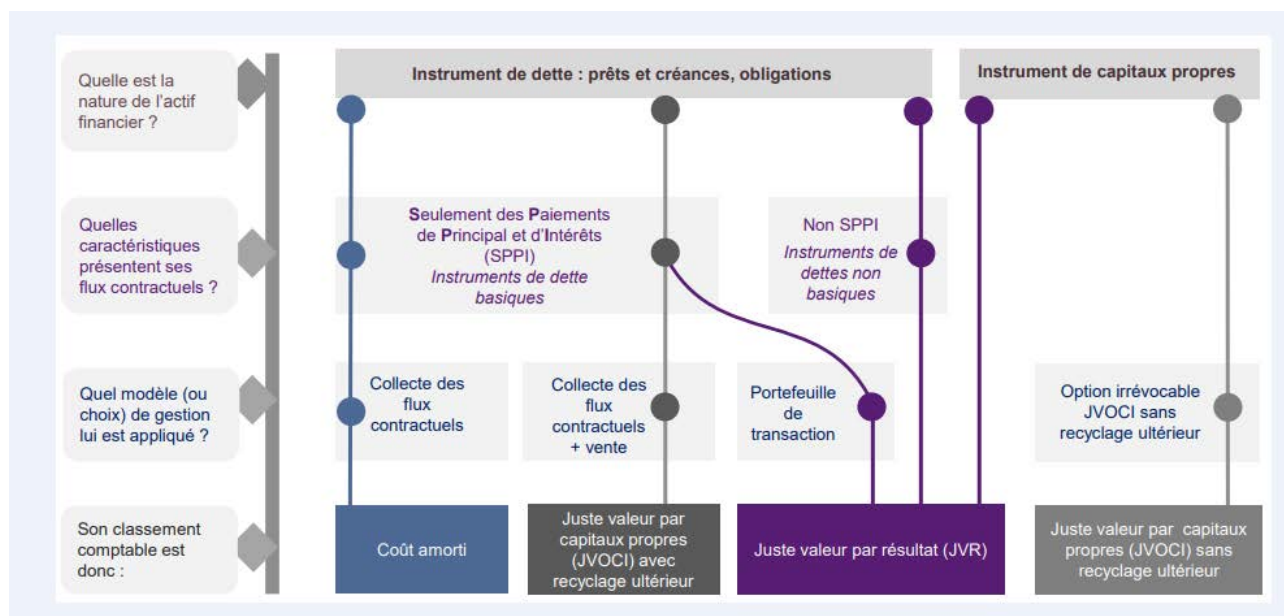 Quelle est la
nature de l'actif
financier ?
Instrument de dette : prêts et créances, obligations
Instrument de capitaux propres
Quelles
caractéristiques
présentent ses
flux contractuels ?
Seulement des Paiements
de Principal et d'Intérêts
(SPPI)
Instruments de dette
basiques
Non SPPI
Instruments de
dettes non
basiques
Quel modèle (ou
choix) de gestion
lui est appliqué ?
Collecte des
flux
contractuels
Collecte des
flux
contractuels
+ vente
Portefeuille
de
transaction
Option irrévocable
JVOCI sans
recyclage ultérieur
Son classement
comptable est
donc :
Coût amorti
Juste valeur par
capitaux propres
(JVOCI) avec
recyclage ultérieur
Juste valeur par résultat (JVR)
Juste valeur par capitaux
propres (JVOCI) sans
recyclage ultérieur